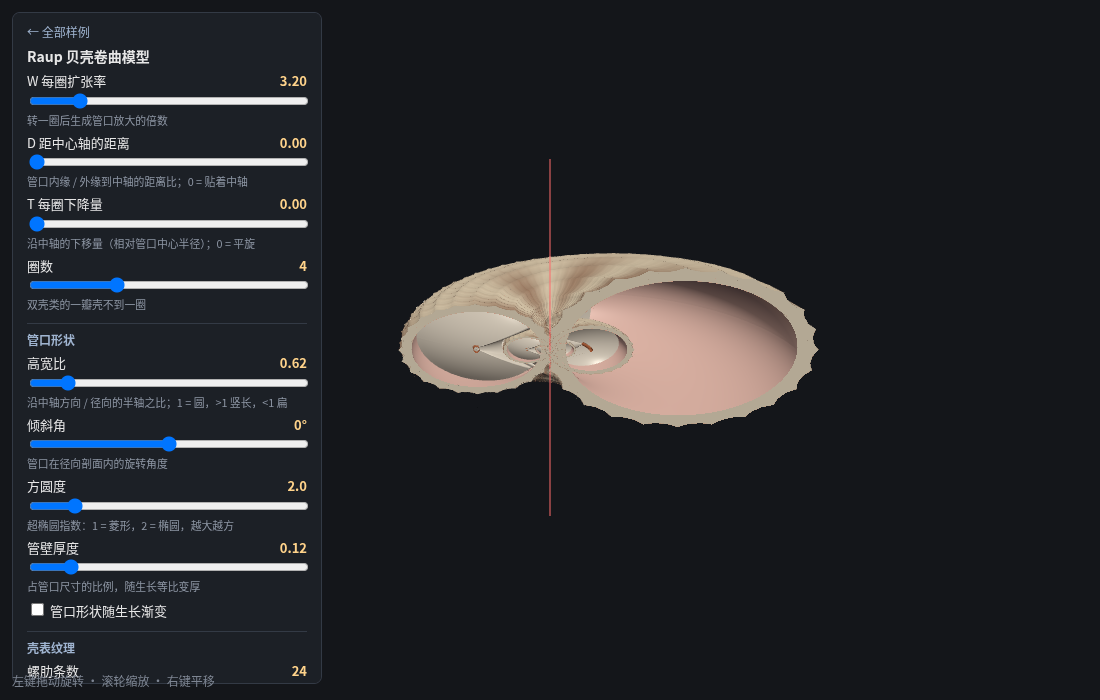 ← 全部样例
Raup 贝壳卷曲模型
W 每圈扩张率 3.20
转一圈后生成管口放大的倍数
D 距中心轴的距离 0.00
管口内缘 / 外缘到中轴的距离比；0 = 贴着中轴
T 每圈下降量 0.00
沿中轴的下移量（相对管口中心半径）；0 = 平旋
圈数 4
双壳类的一瓣壳不到一圈
管口形状
高宽比 0.62
沿中轴方向 / 径向的半轴之比；1 = 圆，>1 竖长，<1 扁
倾斜角 0°
管口在径向剖面内的旋转角度
方圆度 2.0
超椭圆指数：1 = 菱形，2 = 椭圆，越大越方
管壁厚度 0.12
占管口尺寸的比例，随生长等比变厚
管口形状随生长渐变
壳表纹理
螺肋条数 24
左键拖动旋转 · 滚轮缩放 · 右键平移